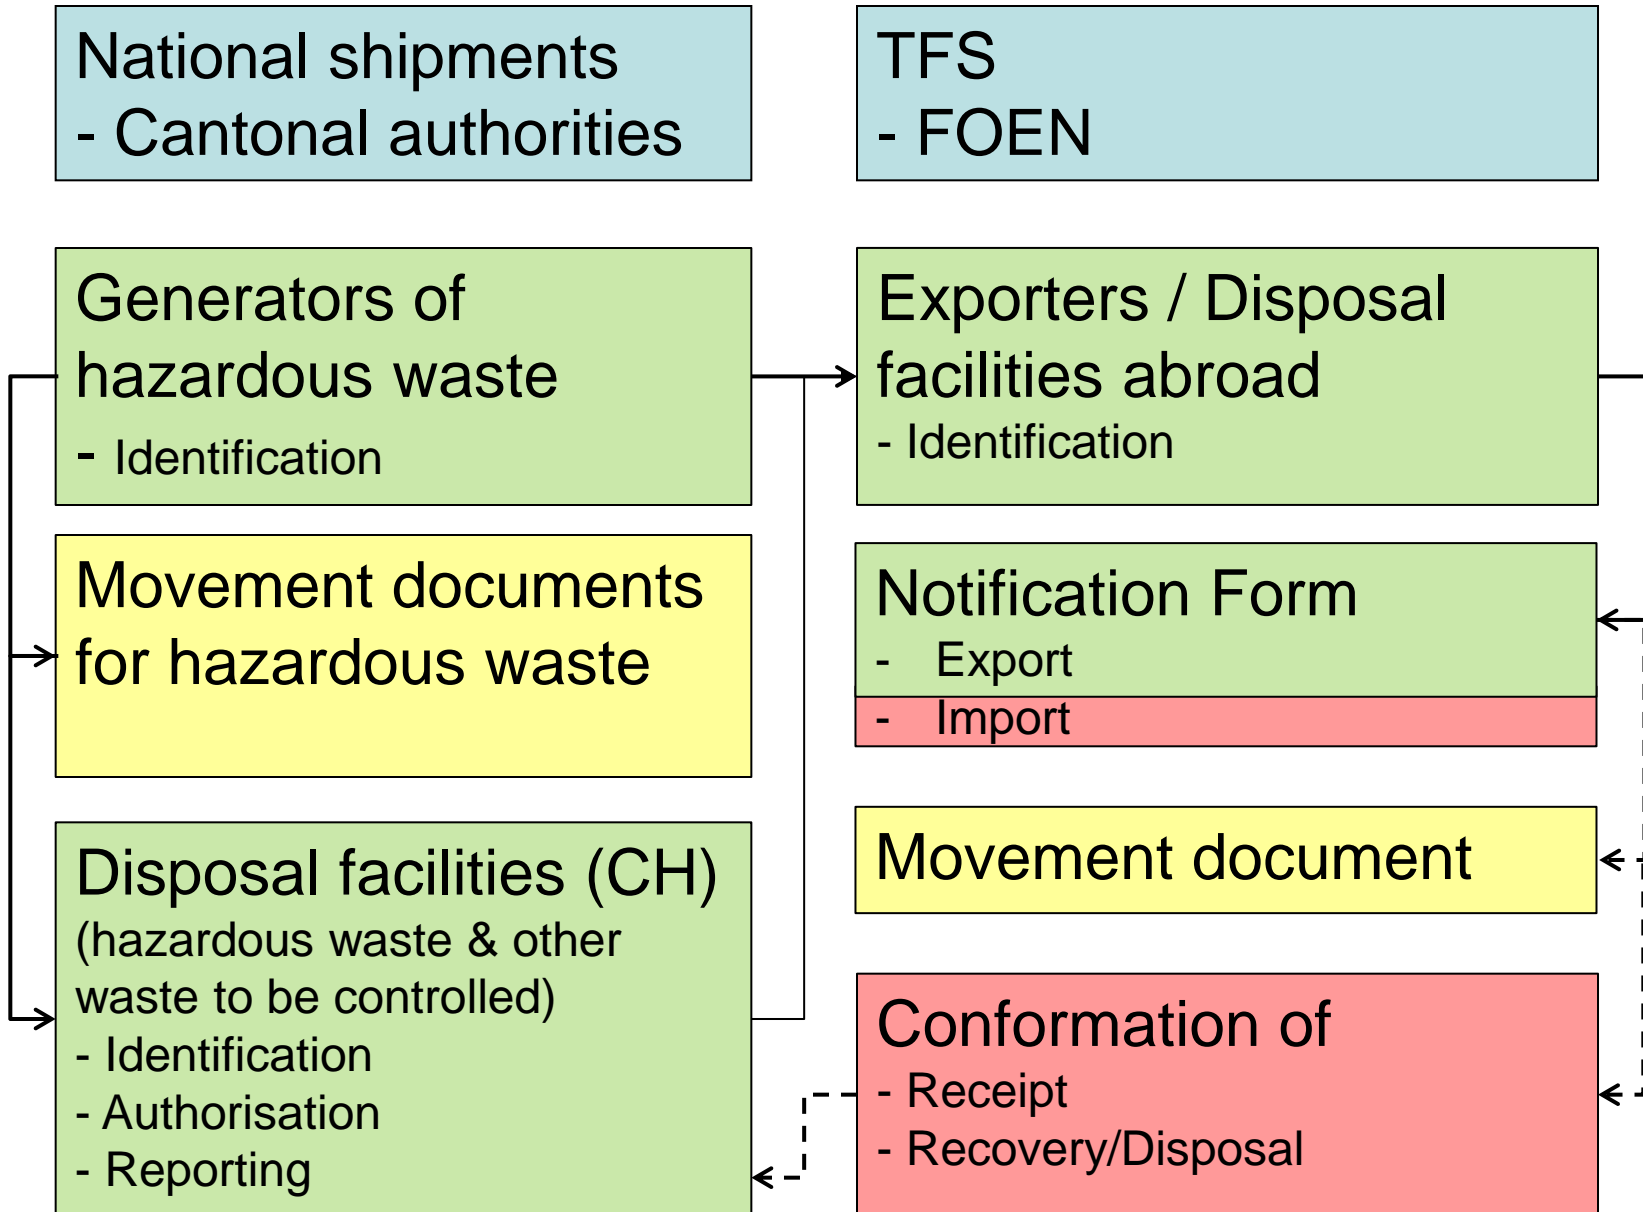 National shipments
- Cantonal authorities
TFS
- FOEN
Generators of
hazardous waste
- Identification
Exporters / Disposal
facilities abroad
- Identification
Movement documents
for hazardous waste
Notification Form
- Export
- Import
Movement document
Disposal facilities (CH)
(hazardous waste & other
waste to be controlled)
- Identification
- Authorisation
- Reporting
Conformation of
- Receipt
- Recovery/Disposal